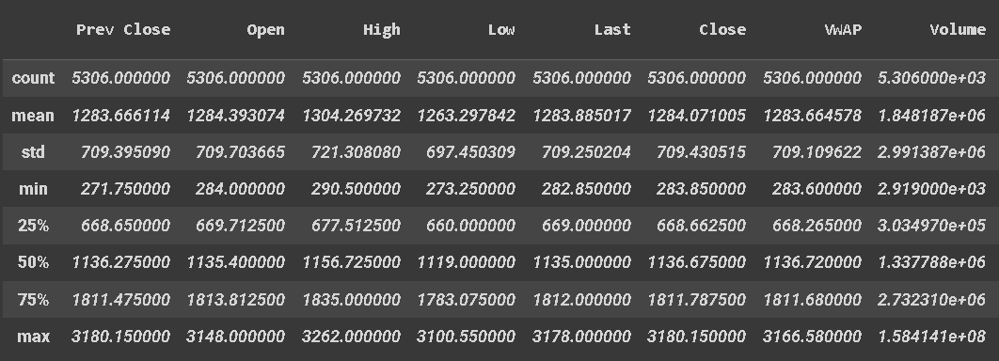 Prev Close Open High Low Last Close VWAP Volume
count 5306.000000 5306.000000 5306.000000 5306.000000 5306.000000 5306.000000 5306.000000 5.306000e+03
mean 1283.666114 1284.393074 1304.269732 1263.297842 1283.885017 1284.071005 1283.664578 1.848187e+06
std 709.395090 709.703665 721.308080 697.450309 709.250204 709.430515 709.109622 2.991387e+06
min 271.750000 284.000000 290.500000 273.250000 282.850000 283.850000 283.600000 2.919000e+03
25% 668.650000 669.712500 677.512500 660.000000 669.000000 668.662500 668.265000 3.034970e+05
50% 1136.275000 1135.400000 1156.725000 1119.000000 1135.000000 1136.675000 1136.720000 1.337788e+06
75% 1811.475000 1813.812500 1835.000000 1783.075000 1812.000000 1811.787500 1811.680000 2.732310e+06
max 3180.150000 3148.000000 3262.000000 3100.550000 3178.000000 3180.150000 3166.580000 1.584141e+08